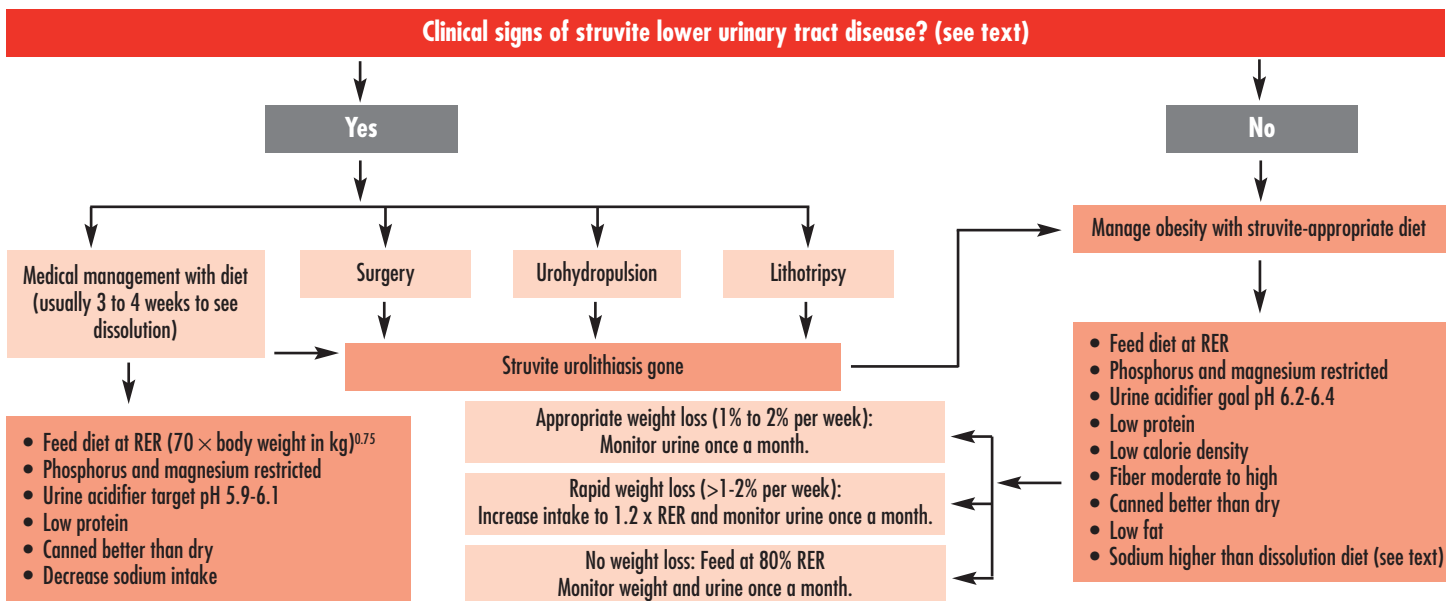 Clinical signs of struvite lower urinary tract disease? (see text)
Yes
No
Medical management with diet
(usually 3 to 4 weeks to see
dissolution)
Surgery
Urohydropulsion
Lithotripsy
Manage obesity with struvite-appropriate diet
Struvite urolithiasis gone
• Feed diet at RER (70 × body weight in kg)0.75
• Phosphorus and magnesium restricted
• Urine acidifier target pH 5.9-6.1
• Low protein
• Canned better than dry
• Decrease sodium intake
Appropriate weight loss (1% to 2% per week):
Monitor urine once a month.
Rapid weight loss (>1-2% per week):
Increase intake to 1.2 x RER and monitor urine once a month.
No weight loss: Feed at 80% RER
Monitor weight and urine once a month.
• Feed diet at RER
• Phosphorus and magnesium restricted
• Urine acidifier goal pH 6.2-6.4
• Low protein
• Low calorie density
• Fiber moderate to high
• Canned better than dry
• Low fat
• Sodium higher than dissolution diet (see text)